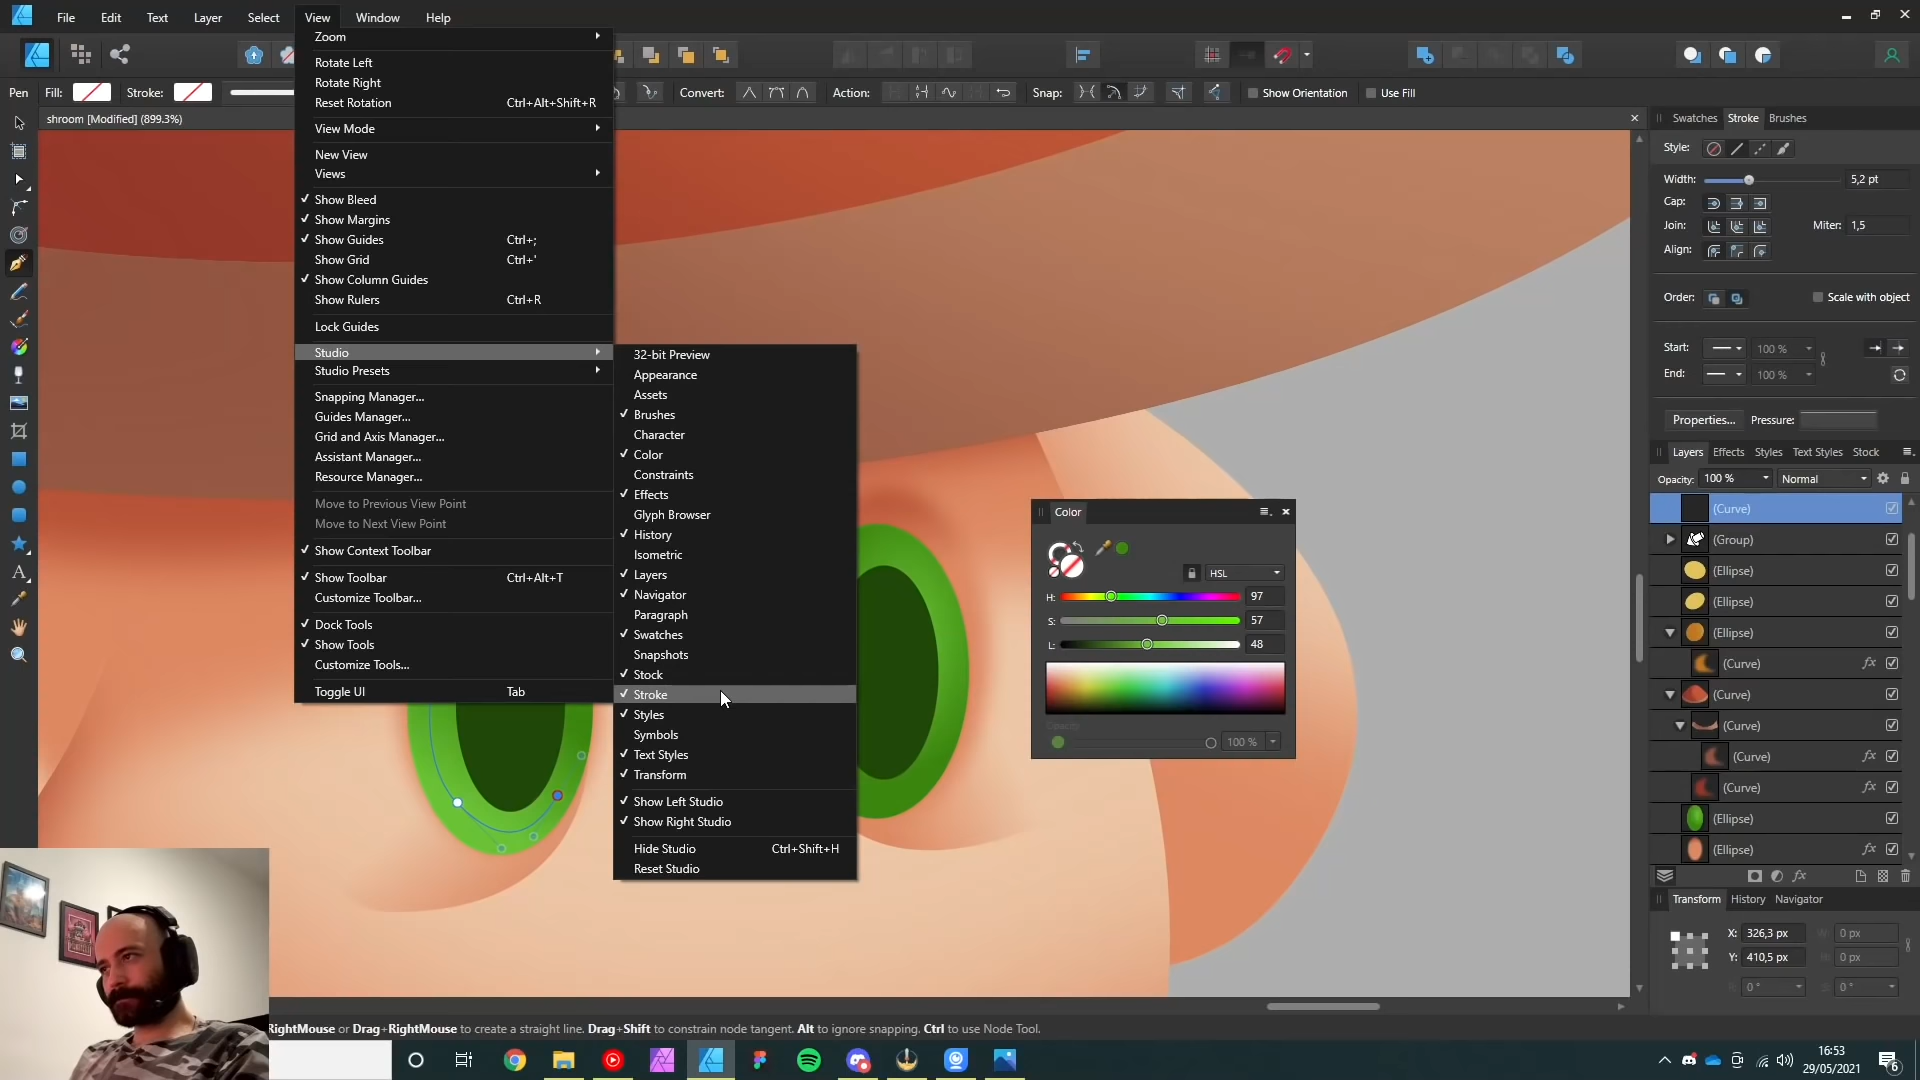 File Edit Text Layer Select View Window Help
Pen Fill: Stroke: Convert: Action: Snap: Show Orientation Use Fill
shroom [Modified] (899.3%)
Zoom
Rotate Left
Rotate Right
Reset Rotation Ctrl+Alt+Shift+R
View Mode
New View
Views
Show Bleed
Show Margins
Show Guides Ctrl+;
Show Grid Ctrl+'
Show Column Guides
Show Rulers Ctrl+R
Lock Guides
Studio
Studio Presets
Snapping Manager...
Guides Manager...
Grid and Axis Manager...
Assistant Manager...
Resource Manager...
Move to Previous View Point
Move to Next View Point
Show Context Toolbar
Show Toolbar Ctrl+Alt+T
Customize Toolbar...
Dock Tools
Show Tools
Customize Tools...
Toggle UI Tab
32-bit Preview
Appearance
Assets
Brushes
Character
Color
Constraints
Effects
Glyph Browser
History
Isometric
Layers
Navigator
Paragraph
Swatches
Snapshots
Stock
Stroke
Styles
Symbols
Text Styles
Transform
Show Left Studio
Show Right Studio
Hide Studio Ctrl+Shift+H
Reset Studio
Color
HSL
H: 97
S: 57
L: 48
Opacity
100 %
Swatches Stroke Brushes
Style:
Width: 5,2 pt
Cap:
Join: Miter: 1,5
Align:
Order: Scale with object
Start: 100 %
End: 100 %
Properties... Pressure:
Layers Effects Styles Text Styles Stock
Opacity: 100 % Normal
(Curve)
(Group)
(Ellipse)
(Ellipse)
(Ellipse)
(Curve) fx
(Curve)
(Curve)
(Curve) fx
(Curve) fx
(Ellipse)
(Ellipse) fx
fx
Transform History Navigator
X: 326,3 px W: 0 px
Y: 410,5 px H: 0 px
R: 0 ° S: 0 °
RightMouse or Drag+RightMouse to create a straight line. Drag+Shift to constrain node tangent. Alt to ignore snapping. Ctrl to use Node Tool.
16:53
29/05/2021
6